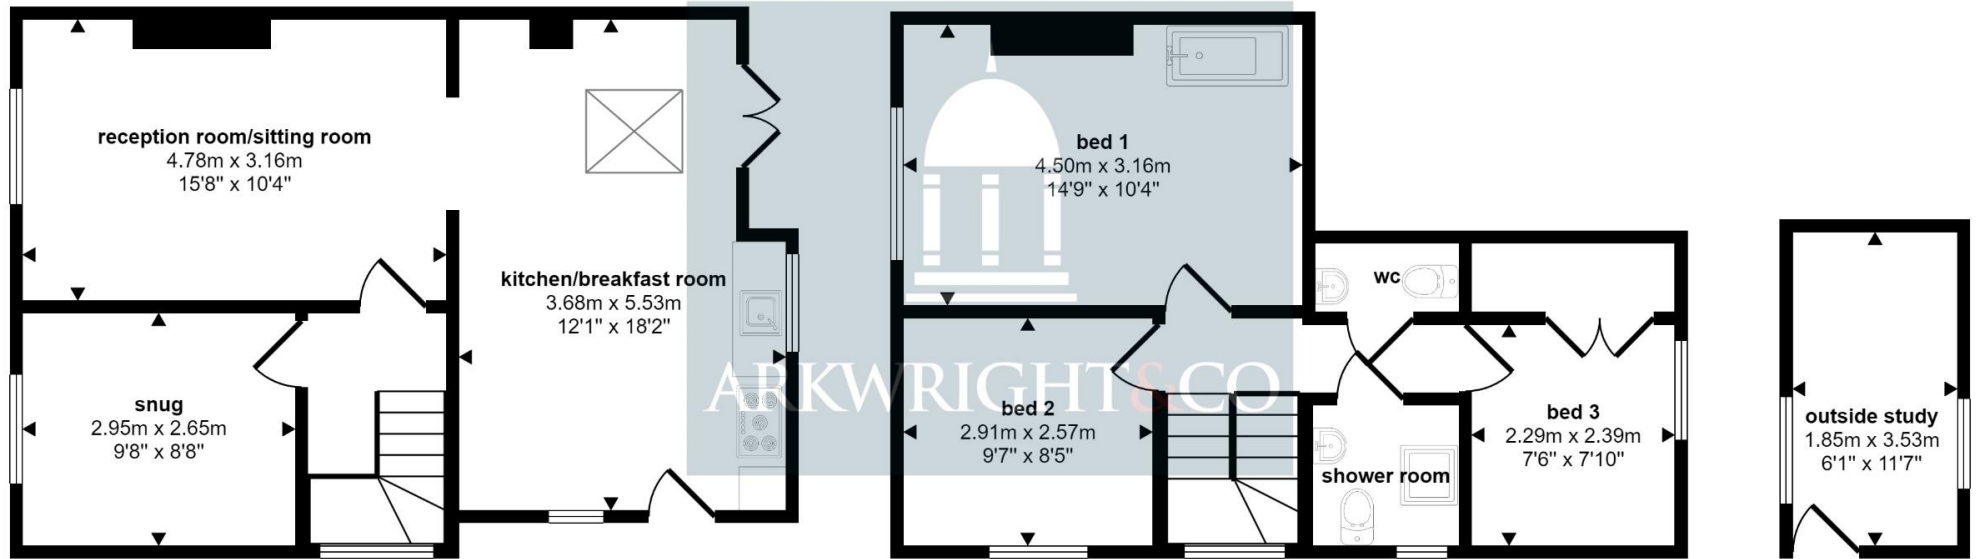 reception room/sitting room
4.78m x 3.16m
15'8" x 10'4"
kitchen/breakfast room
3.68m x 5.53m
12'1" x 18'2"
snug
2.95m x 2.65m
9'8" x 8'8"
bed 1
4.50m x 3.16m
14'9" x 10'4"
wc
bed 2
2.91m x 2.57m
9'7" x 8'5"
shower room
bed 3
2.29m x 2.39m
7'6" x 7'10"
outside study
1.85m x 3.53m
6'1" x 11'7"
ARKWRIGHT&CO